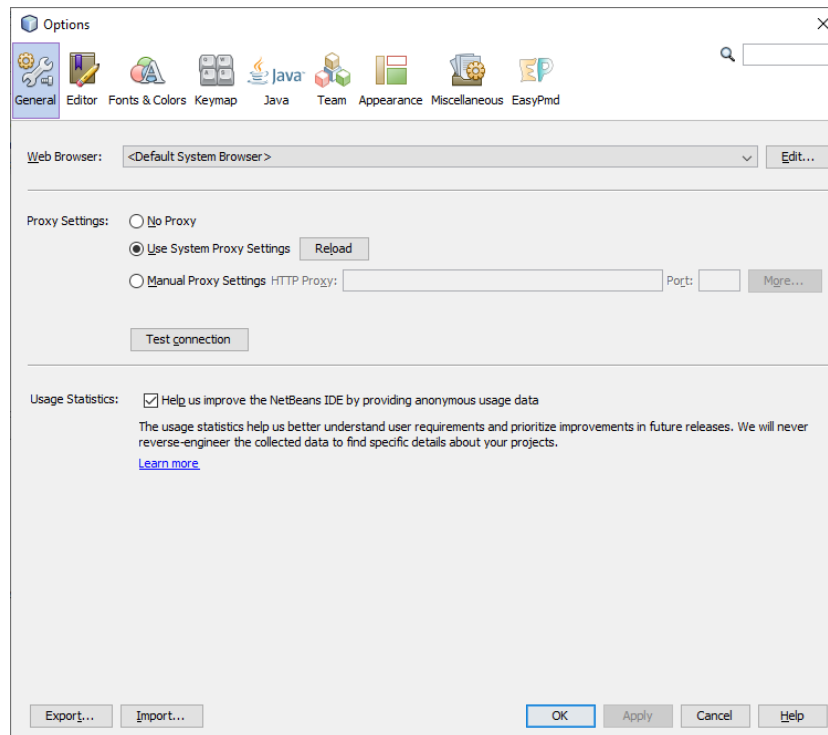 Options
General Editor Fonts & Colors Keymap Java Team Appearance Miscellaneous EasyPmd
Web Browser: <Default System Browser> Edit...
Proxy Settings: No Proxy
Use System Proxy Settings Reload
Manual Proxy Settings HTTP Proxy: Port: More...
Test connection
Usage Statistics: Help us improve the NetBeans IDE by providing anonymous usage data
The usage statistics help us better understand user requirements and prioritize improvements in future releases. We will never
reverse-engineer the collected data to find specific details about your projects.
Learn more
Export... Import... OK Apply Cancel Help